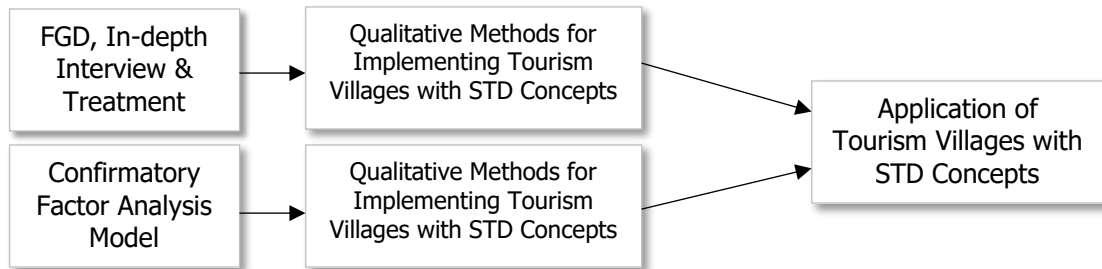 FGD, In-depth
Interview &
Treatment
Qualitative Methods for
Implementing Tourism
Villages with STD Concepts
Confirmatory
Factor Analysis
Model
Qualitative Methods for
Implementing Tourism
Villages with STD Concepts
Application of
Tourism Villages with
STD Concepts